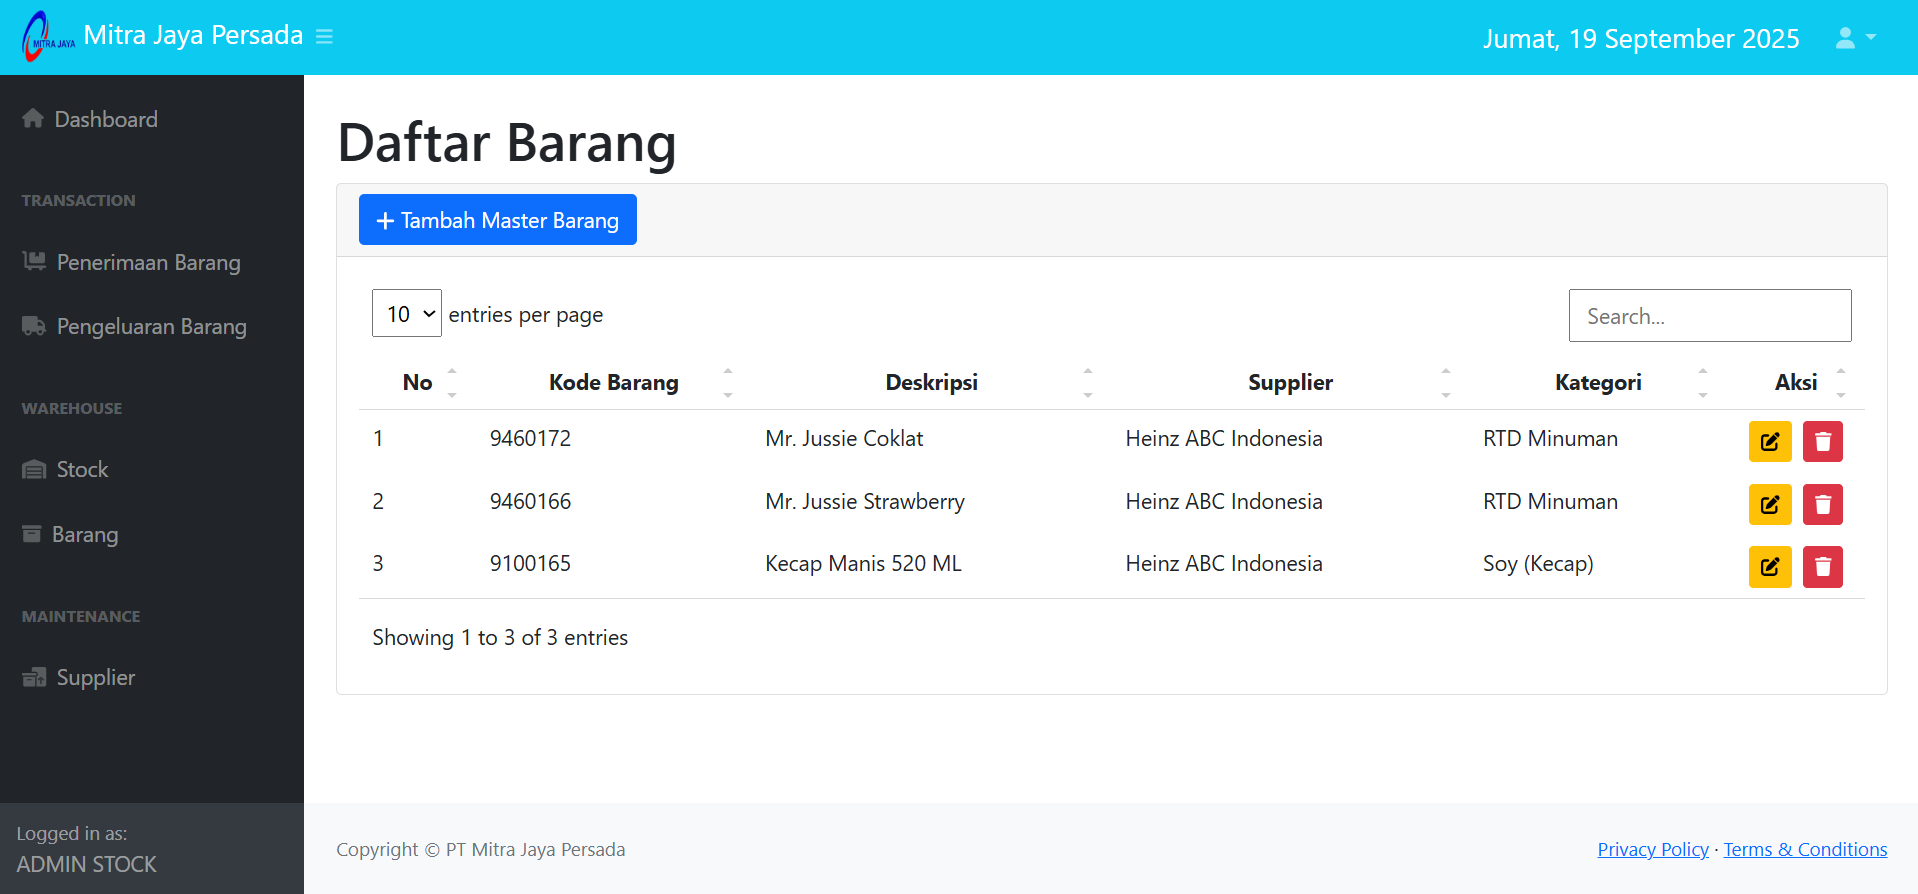 MITRA JAYA
Mitra Jaya Persada
Jumat, 19 September 2025
Dashboard
TRANSACTION
Penerimaan Barang
Pengeluaran Barang
WAREHOUSE
Stock
Barang
MAINTENANCE
Supplier
Logged in as:
ADMIN STOCK
Daftar Barang
+ Tambah Master Barang
10 entries per page
Search...
No Kode Barang Deskripsi Supplier Kategori Aksi
1 9460172 Mr. Jussie Coklat Heinz ABC Indonesia RTD Minuman
2 9460166 Mr. Jussie Strawberry Heinz ABC Indonesia RTD Minuman
3 9100165 Kecap Manis 520 ML Heinz ABC Indonesia Soy (Kecap)
Showing 1 to 3 of 3 entries
Copyright © PT Mitra Jaya Persada
Privacy Policy · Terms & Conditions